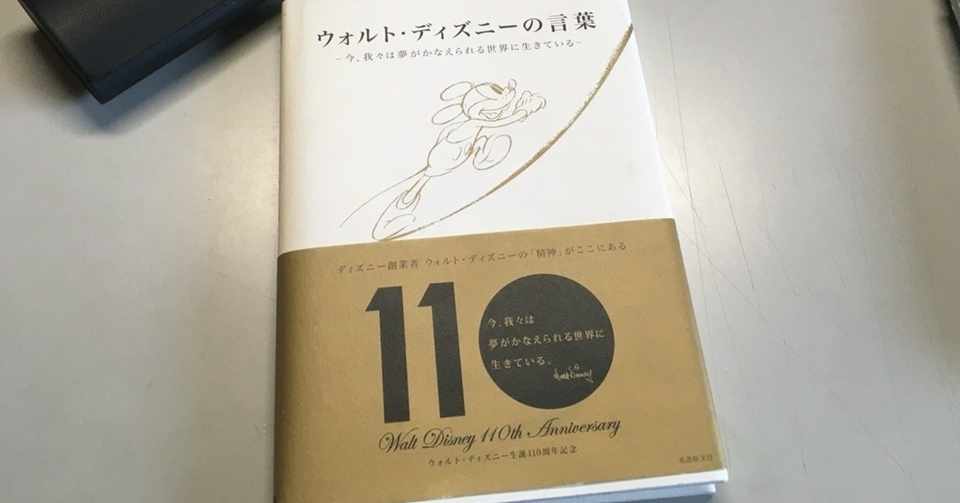 ウォルト・ディズニーの言葉
−今、我々は夢がかなえられる世界に生きている−
ディズニー創業者 ウォルト・ディズニーの「精神」がここにある
110
今、我々は
夢がかなえられる世界に
生きている。
Walt Disney
Walt Disney 110th Anniversary
ウォルト・ディズニー生誕110周年記念